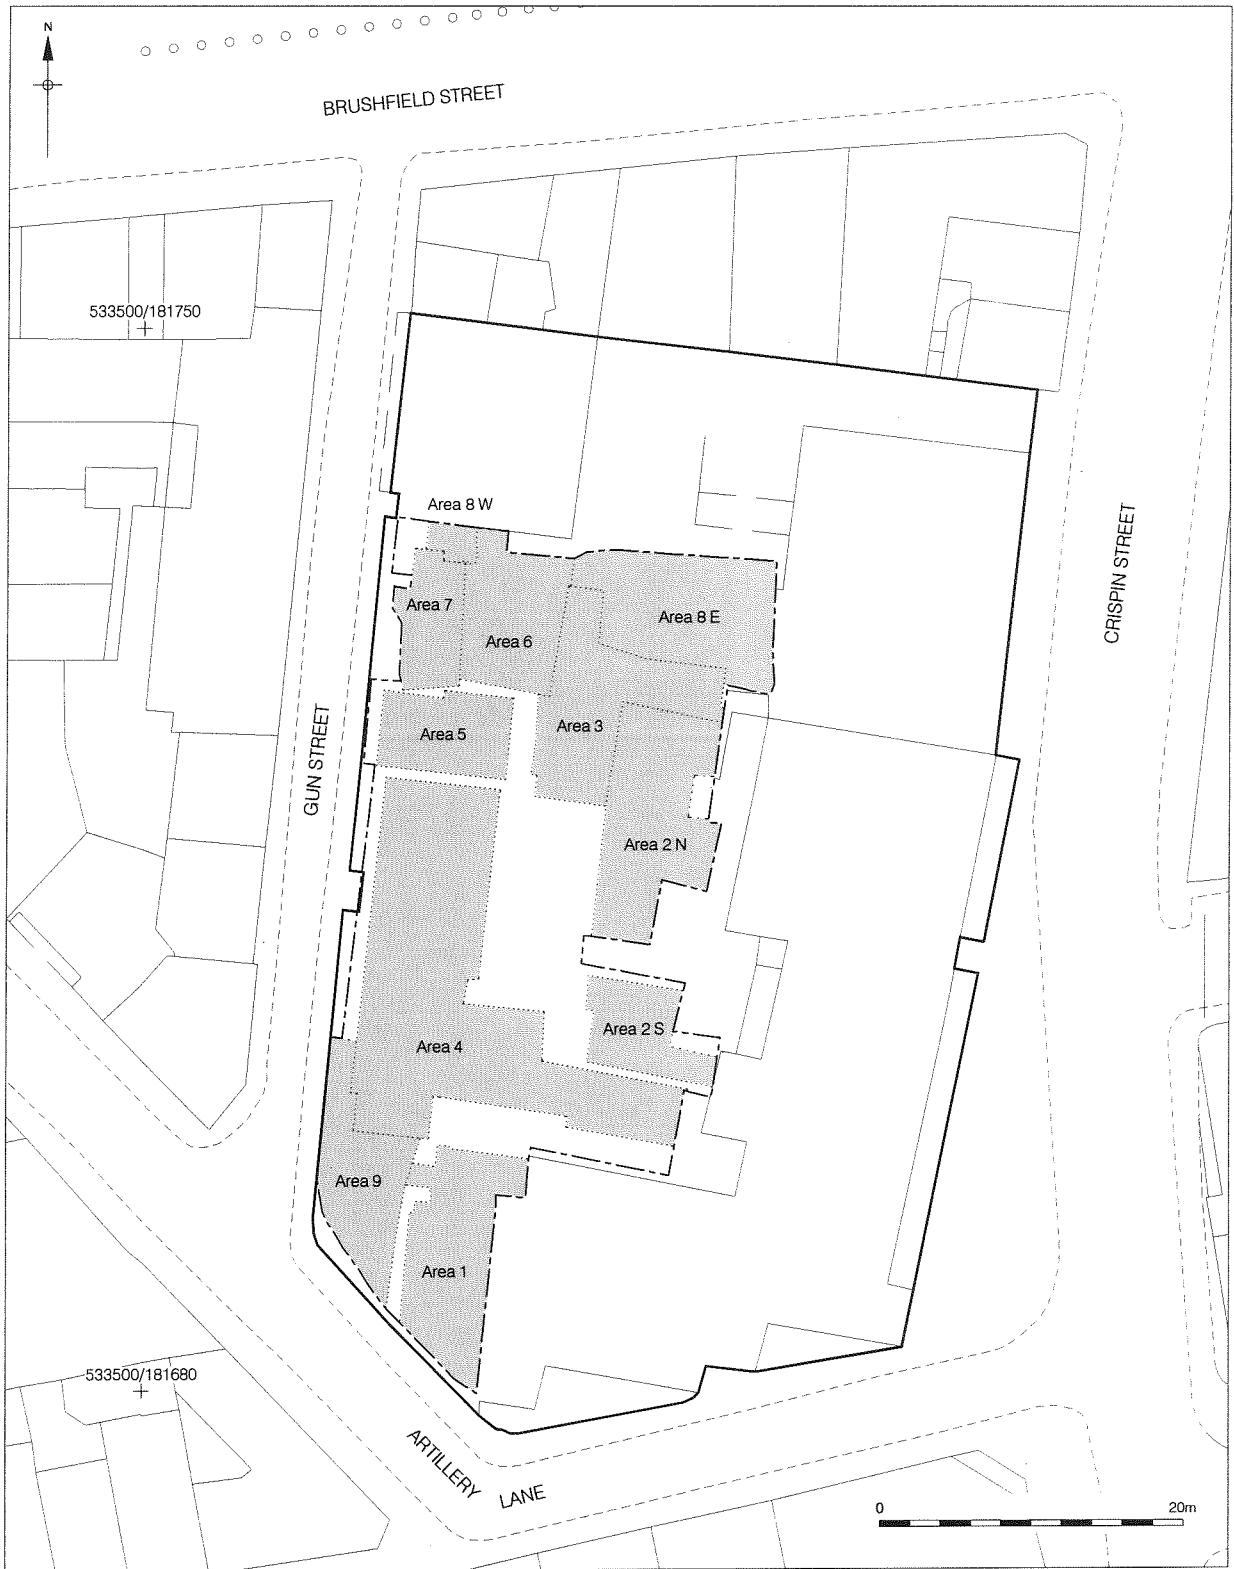 N
BRUSHFIELD STREET
533500/181750
Area 8 W
CRISPIN STREET
Area 7
Area 8 E
Area 6
GUN STREET
Area 3
Area 5
Area 2 N
Area 2 S
Area 4
Area 9
Area 1
533500/181680
ARTILLERY LANE
0 20m